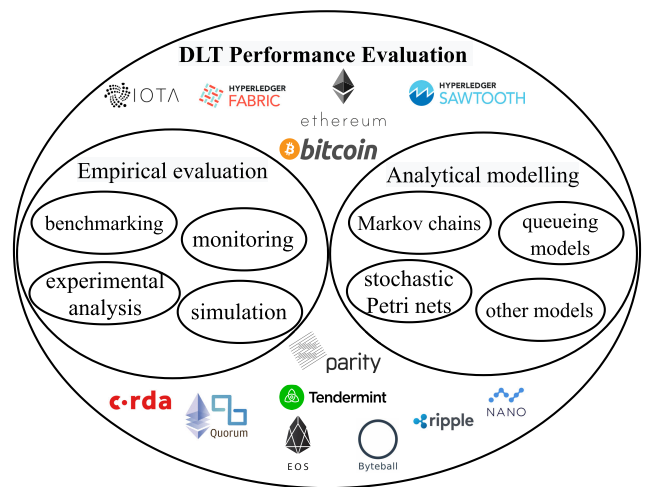 DLT Performance Evaluation
IOTA
HYPERLEDGER
FABRIC
ethereum
HYPERLEDGER
SAWTOOTH
bitcoin
Empirical evaluation
benchmarking
monitoring
experimental
analysis
simulation
Analytical modelling
Markov chains
queueing
models
stochastic
Petri nets
other models
parity
c·rda
Quorum
Tendermint
EOS
Byteball
ripple
NANO